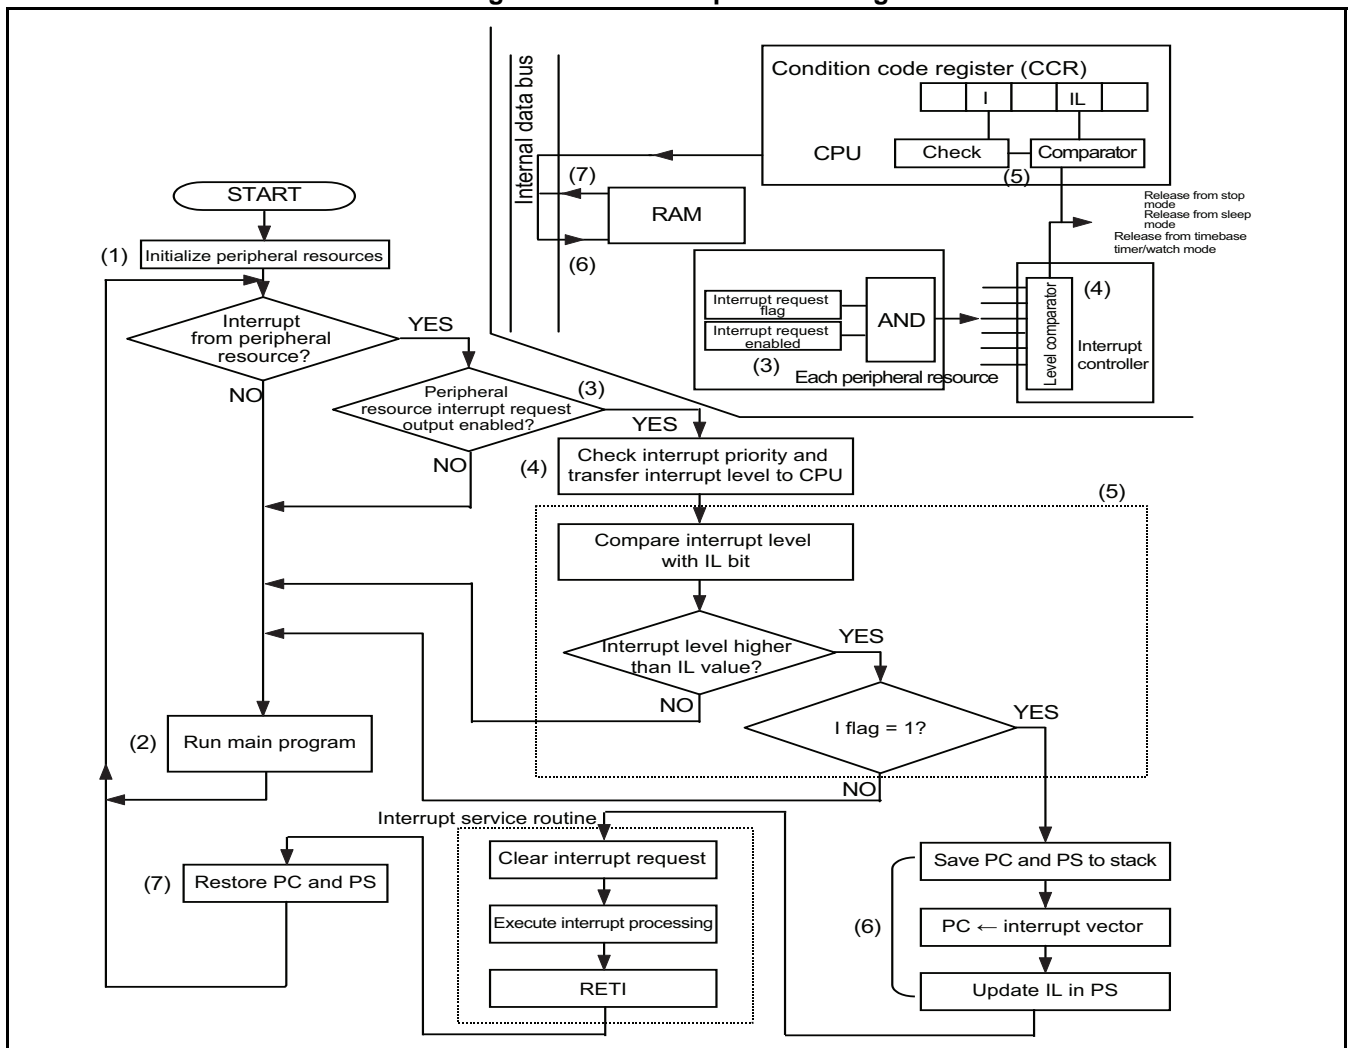 Internal data bus
Condition code register (CCR)
I
IL
CPU
Check
Comparator
(5)
(7)
RAM
(6)
Release from stop
mode
Release from sleep
mode
Release from timebase
timer/watch mode
Interrupt request
flag
Interrupt request
enabled
(3)
AND
Each peripheral resource
Level comparator
(4)
Interrupt
controller
START
(1)
Initialize peripheral resources
Interrupt
from peripheral
resource?
YES
NO
Peripheral
resource interrupt request
output enabled?
(3)
YES
NO
(4)
Check interrupt priority and
transfer interrupt level to CPU
(5)
Compare interrupt level
with IL bit
Interrupt level higher
than IL value?
YES
NO
I flag = 1?
YES
NO
(2)
Run main program
Interrupt service routine
Clear interrupt request
Execute interrupt processing
RETI
(7)
Restore PC and PS
(6)
Save PC and PS to stack
PC ← interrupt vector
Update IL in PS